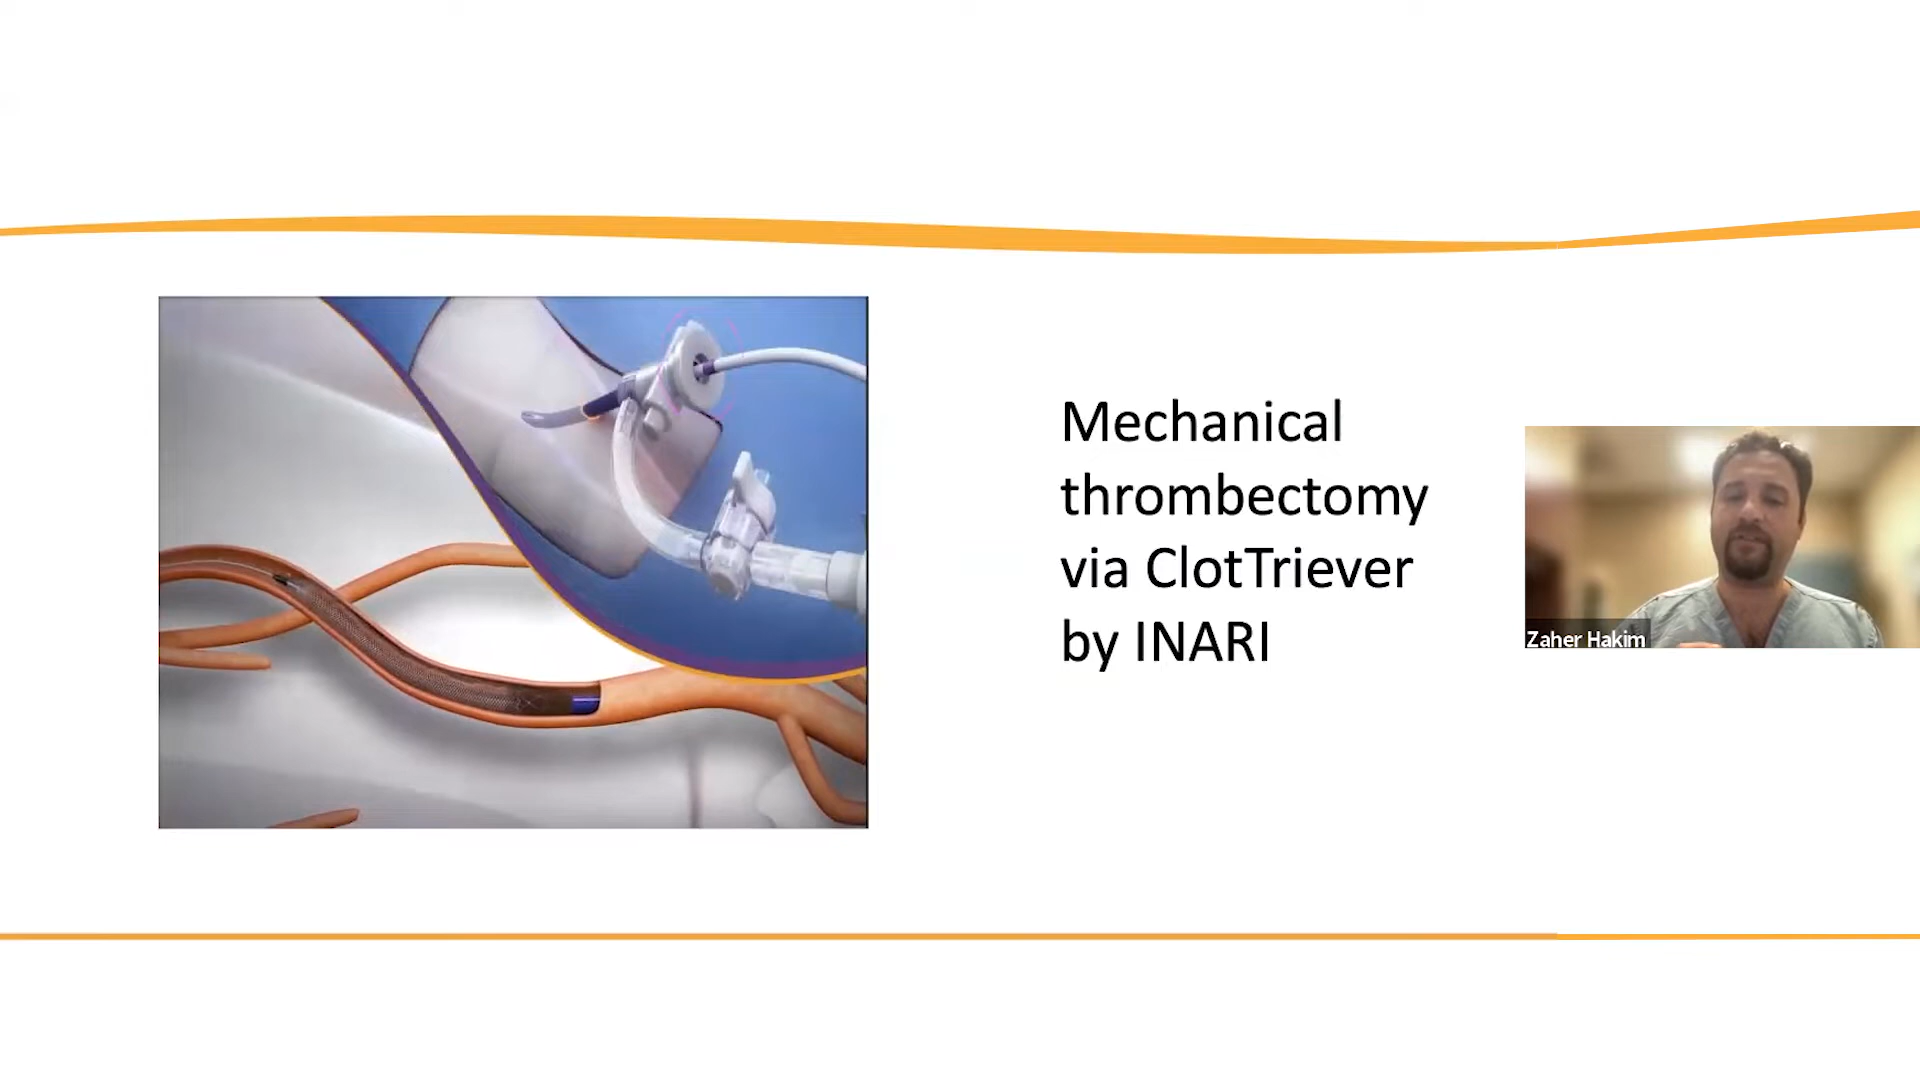 Mechanical
thrombectomy
via ClotTriever
by INARI
Zaher Hakim